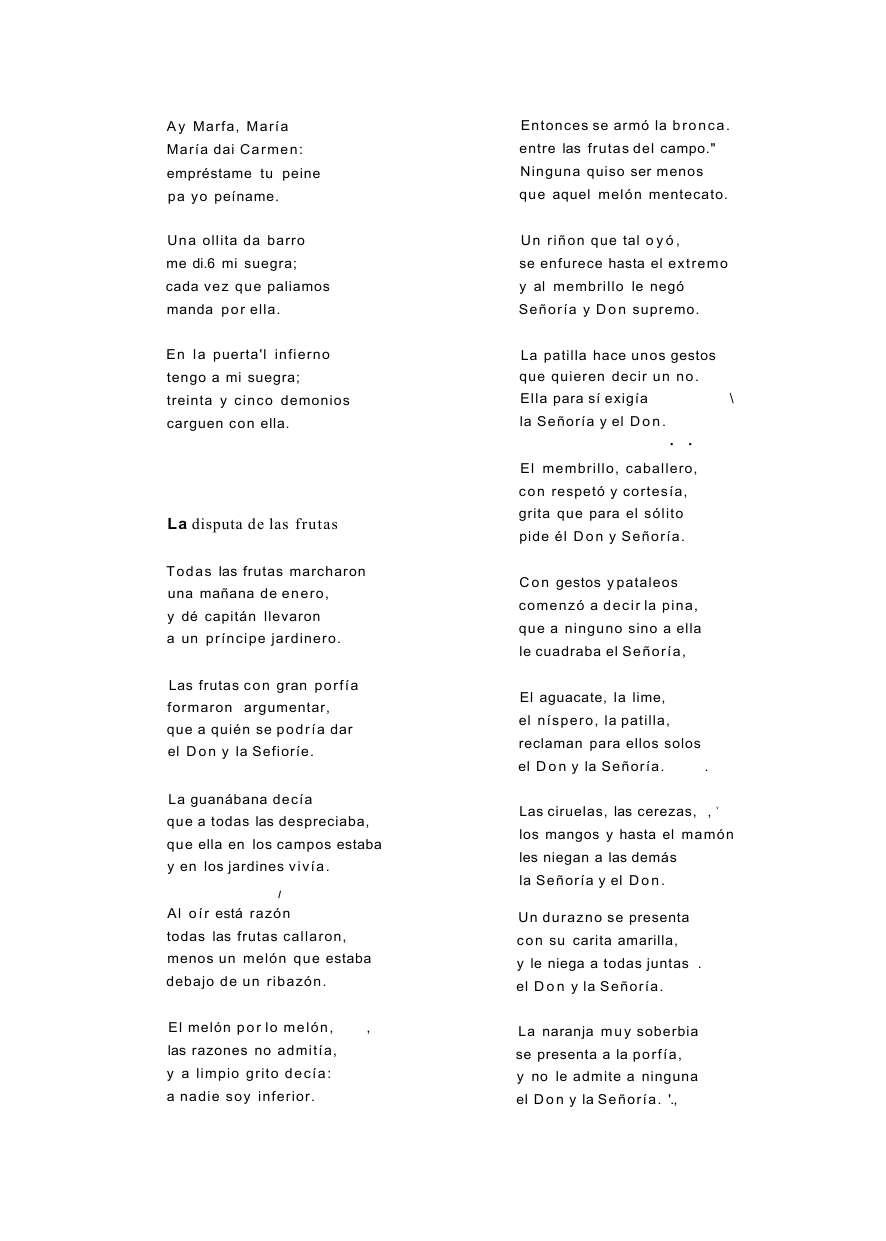 Ay Marfa, María
María dai Carmen:
empréstame tu peine
pa yo peíname.
Una ollita da barro
me di.6 mi suegra;
cada vez que paliamos
manda por ella.
En la puerta'l infierno
tengo a mi suegra;
treinta y cinco demonios
carguen con ella.
La disputa de las frutas
Todas las frutas marcharon
una mañana de enero,
y dé capitán llevaron
a un príncipe jardinero.
Las frutas con gran porfía
formaron argumentar,
que a quién se podría dar
el Don y la Sefioríe.
La guanábana decía
que a todas las despreciaba,
que ella en los campos estaba
y en los jardines vivía.
/
Al oír está razón
todas las frutas callaron,
menos un melón que estaba
debajo de un ribazón.
El melón por lo melón, ,
las razones no admitía,
y a limpio grito decía:
a nadie soy inferior.
Entonces se armó la bronca.
entre las frutas del campo."
Ninguna quiso ser menos
que aquel melón mentecato.
Un riñon que tal oyó,
se enfurece hasta el extremo
y al membrillo le negó
Señoría y Don supremo.
La patilla hace unos gestos
que quieren decir un no.
Ella para sí exigía \
la Señoría y el Don.
. .
El membrillo, caballero,
con respetó y cortesía,
grita que para el sólito
pide él Don y Señoría.
Con gestos y pataleos
comenzó a decir la pina,
que a ninguno sino a ella
le cuadraba el Señoría,
El aguacate, la lime,
el níspero, la patilla,
reclaman para ellos solos
el Don y la Señoría. .
Las ciruelas, las cerezas, , '
los mangos y hasta el mamón
les niegan a las demás
la Señoría y el Don.
Un durazno se presenta
con su carita amarilla,
y le niega a todas juntas .
el Don y la Señoría.
La naranja muy soberbia
se presenta a la porfía,
y no le admite a ninguna
el Don y la Señoría. '.,